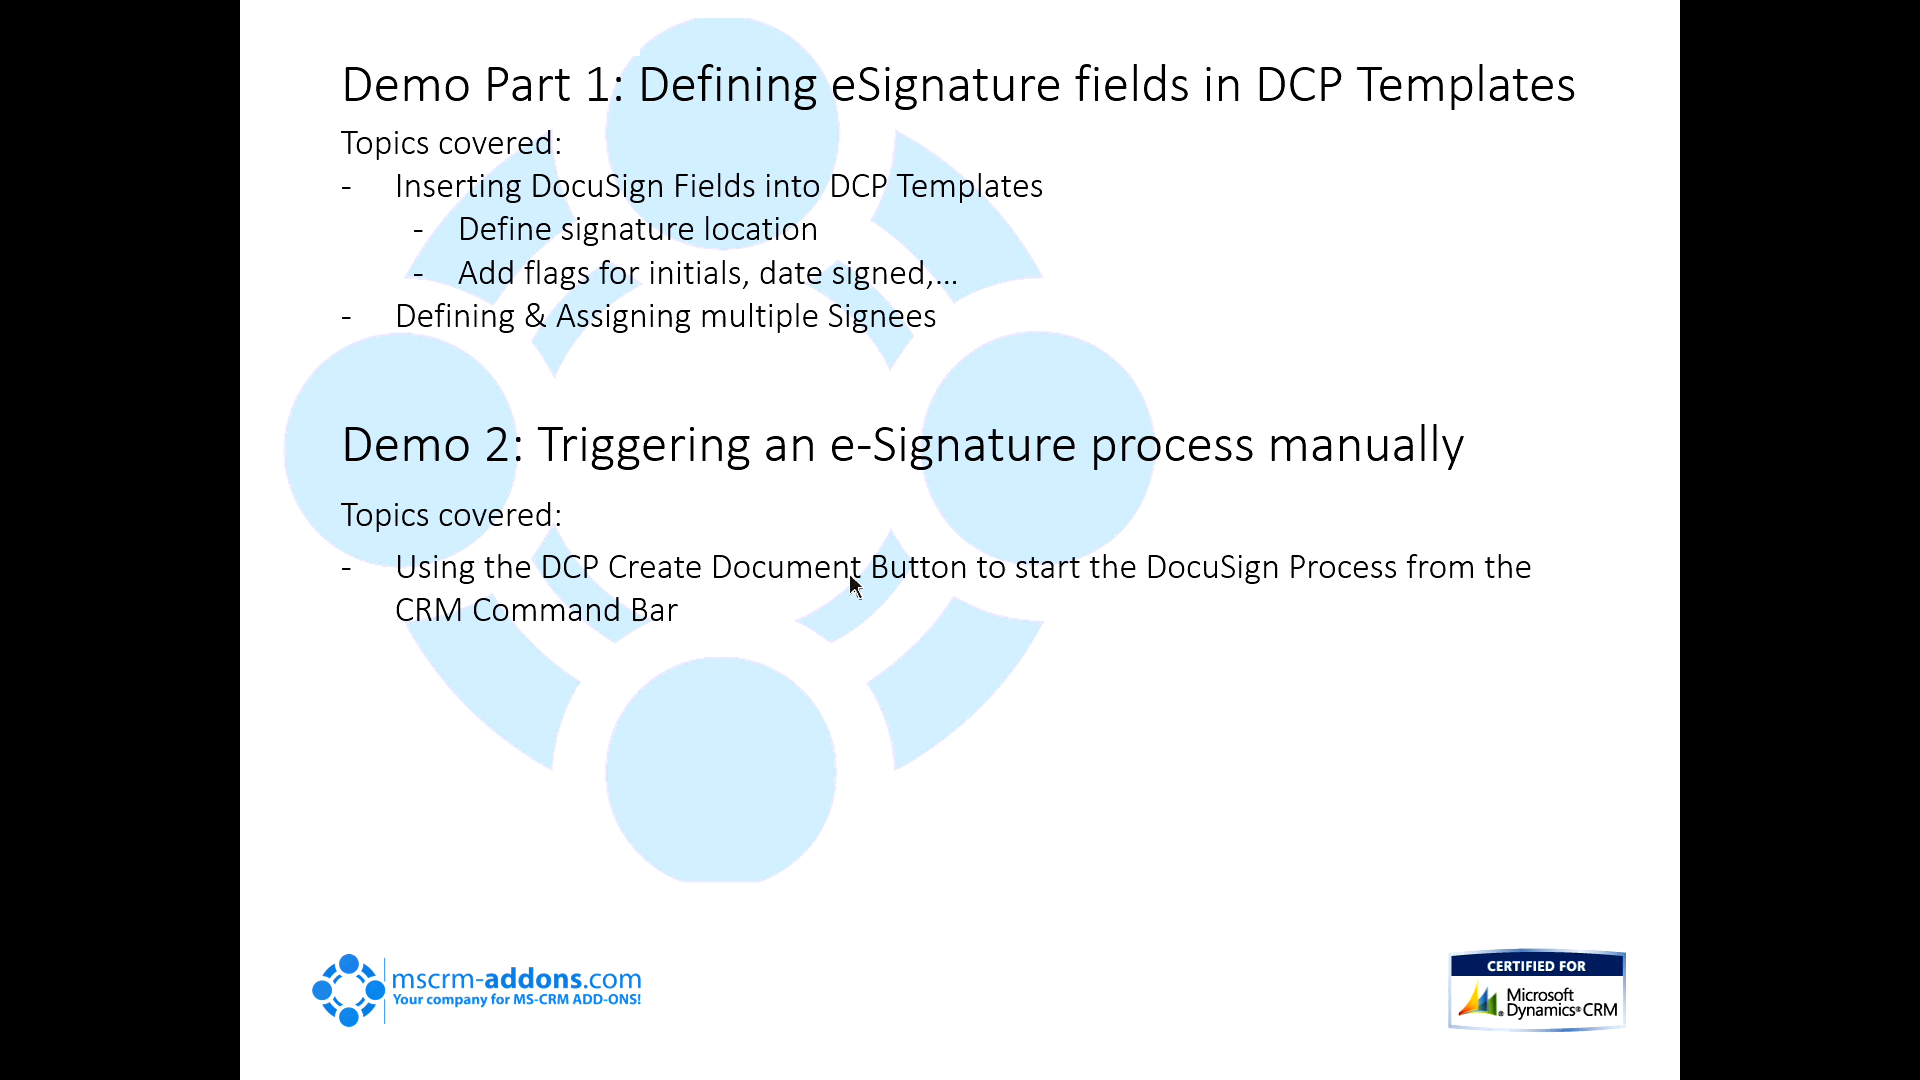 Demo Part 1: Defining eSignature fields in DCP Templates
Topics covered:
- Inserting DocuSign Fields into DCP Templates
- Define signature location
- Add flags for initials, date signed,...
- Defining & Assigning multiple Signees
Demo 2: Triggering an e-Signature process manually
Topics covered:
- Using the DCP Create Document Button to start the DocuSign Process from the
CRM Command Bar
mscrm-addons.com
Your company for MS-CRM ADD-ONS!
CERTIFIED FOR
Microsoft
Dynamics® CRM